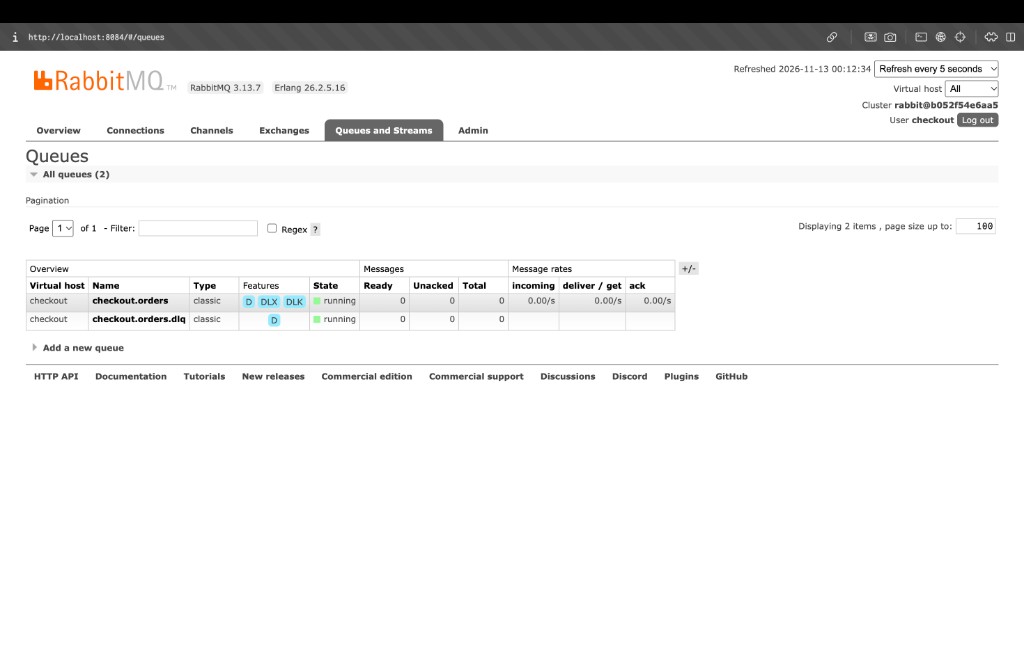 http://localhost:8084/#/queues
RabbitMQ TM RabbitMQ 3.13.7 Erlang 26.2.5.16
Refreshed 2026-11-13 00:12:34 Refresh every 5 seconds
Virtual host All
Cluster rabbit@b052f54e6aa5
User checkout Log out
Overview Connections Channels Exchanges Queues and Streams Admin
Queues
All queues (2)
Pagination
Page 1 of 1 - Filter: Regex ? Displaying 2 items , page size up to: 100
Overview Messages Message rates +/-
Virtual host Name Type Features State Ready Unacked Total incoming deliver / get ack
checkout checkout.orders classic D DLX DLK running 0 0 0 0.00/s 0.00/s 0.00/s
checkout checkout.orders.dlq classic D running 0 0 0
Add a new queue
HTTP API Documentation Tutorials New releases Commercial edition Commercial support Discussions Discord Plugins GitHub